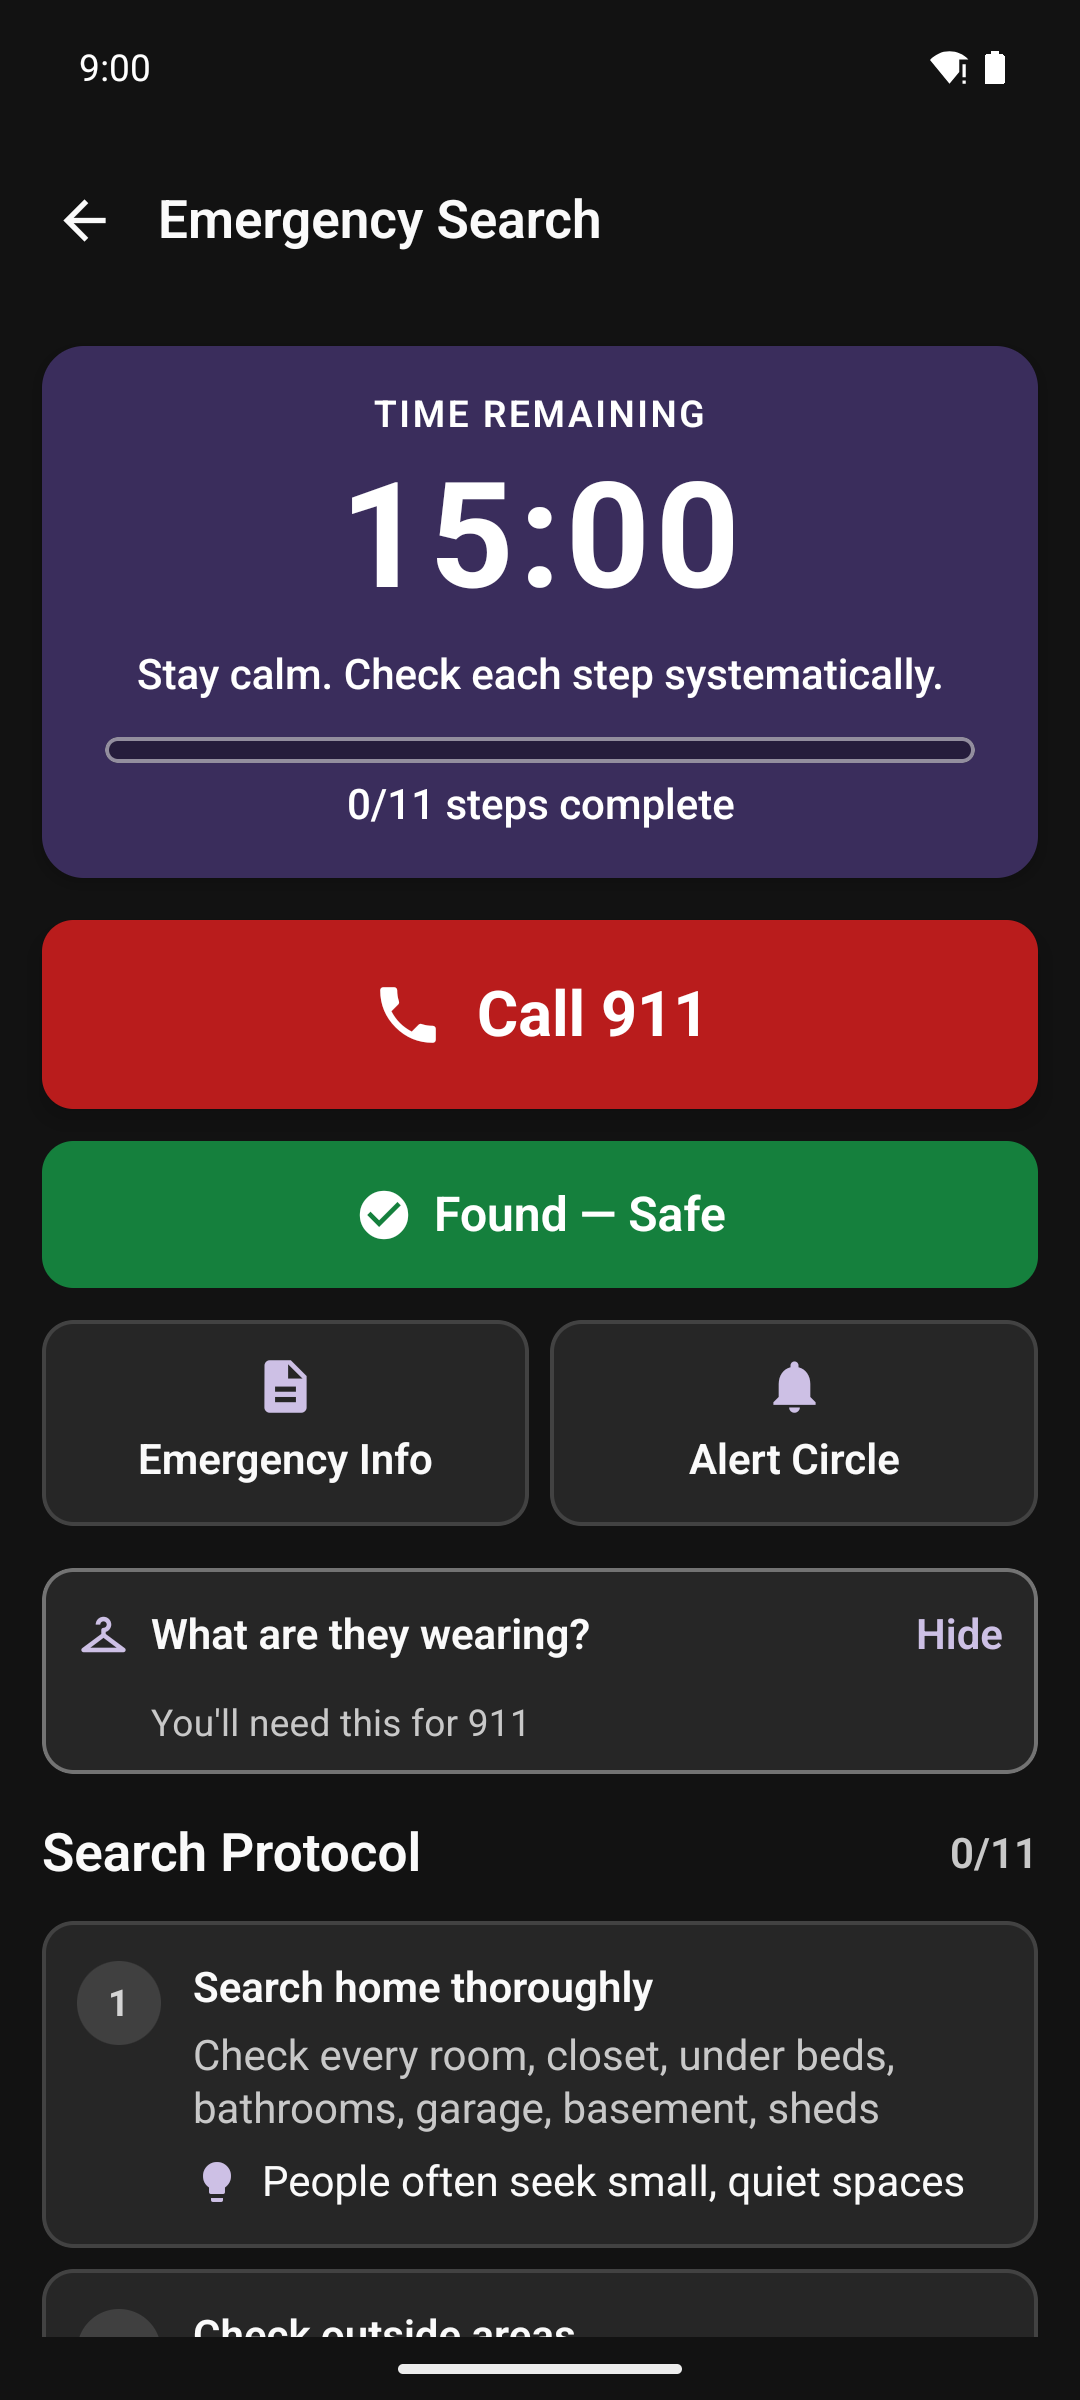 9:00
Emergency Search
TIME REMAINING
15:00
Stay calm. Check each step systematically.
0/11 steps complete
Call 911
Found — Safe
Emergency Info
Alert Circle
What are they wearing?
Hide
You'll need this for 911
Search Protocol
0/11
1
Search home thoroughly
Check every room, closet, under beds,
bathrooms, garage, basement, sheds
People often seek small, quiet spaces
Check outside areas